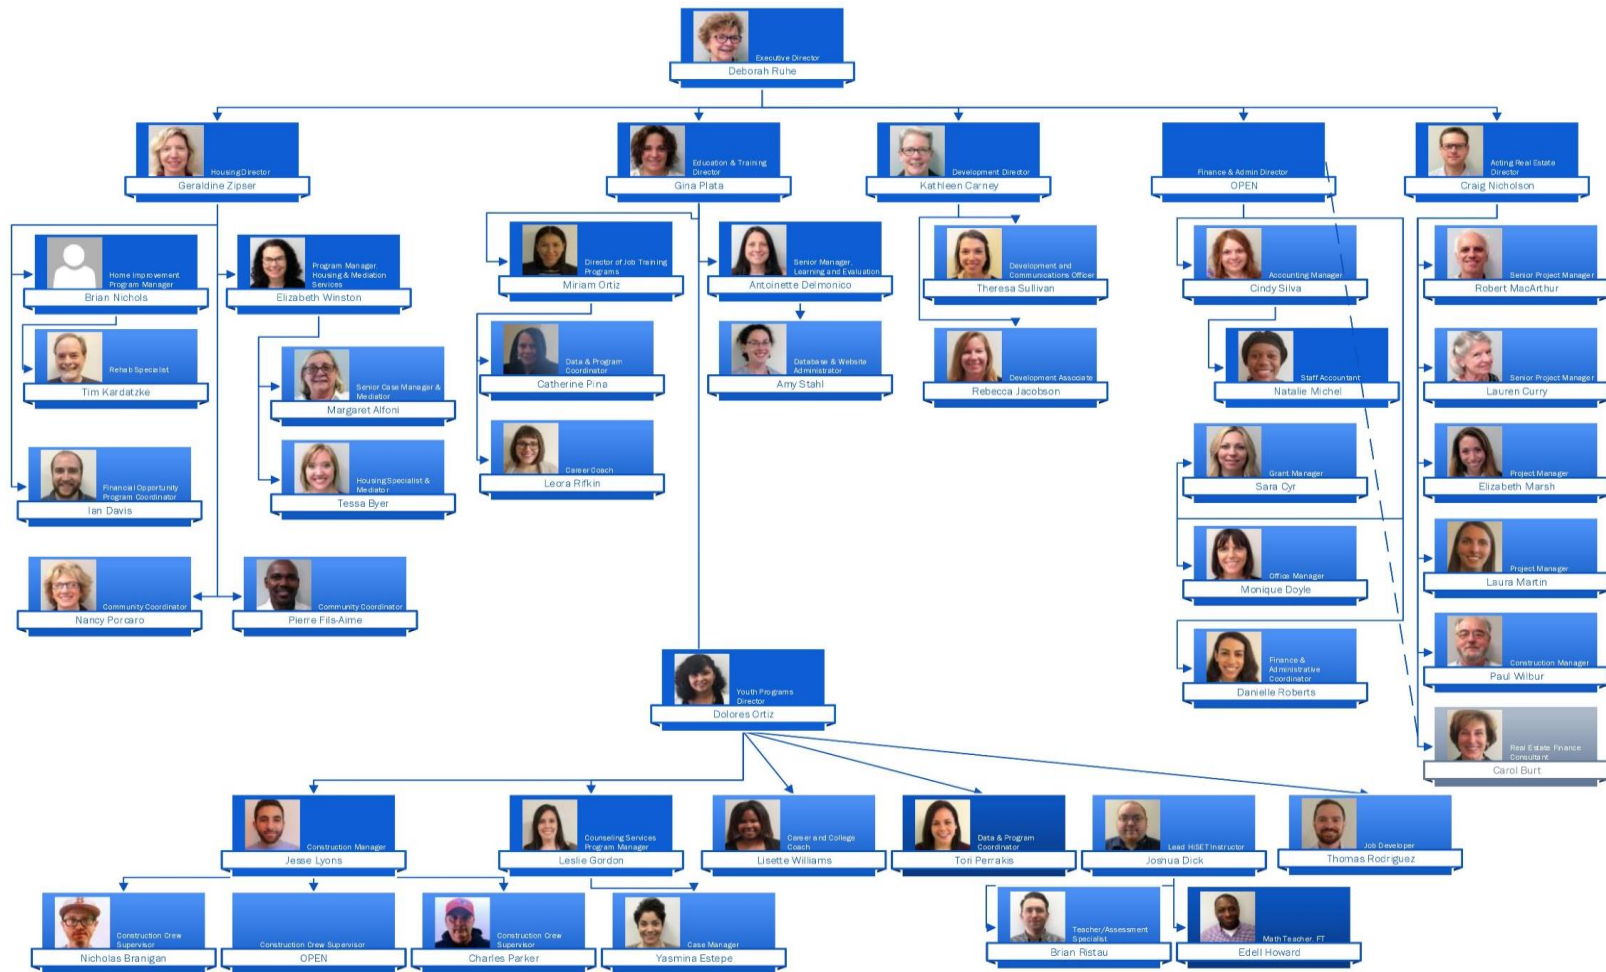 Executive Director
Deborah Ruhe
Housing Director
Geraldine Zipser
Education & Training
Director
Gina Plata
Development Director
Kathleen Carney
Finance & Admin Director
OPEN
Acting Real Estate
Director
Craig Nicholson
Home Improvement
Program Manager
Brian Nichols
Program Manager,
Housing & Mediation
Services
Elizabeth Winston
Director of Job Training
Programs
Miriam Ortiz
Senior Manager,
Learning and Evaluation
Antoinette Delmonico
Development and
Communications Officer
Theresa Sullivan
Accounting Manager
Cindy Silva
Senior Project Manager
Robert MacArthur
Rehab Specialist
Tim Kardatzke
Senior Case Manager &
Mediator
Margaret Alfoni
Data & Program
Coordinator
Catherine Pina
Database & Website
Administrator
Amy Stahl
Development Associate
Rebecca Jacobson
Staff Accountant
Natalie Michel
Senior Project Manager
Lauren Curry
Financial Opportunity
Program Coordinator
Ian Davis
Housing Specialist &
Mediator
Tessa Byer
Career Coach
Leora Rifkin
Grant Manager
Sara Cyr
Project Manager
Elizabeth Marsh
Community Coordinator
Nancy Porcaro
Community Coordinator
Pierre Fils-Aime
Office Manager
Monique Doyle
Project Manager
Laura Martin
Youth Programs
Director
Dolores Ortiz
Finance &
Administrative
Coordinator
Danielle Roberts
Construction Manager
Paul Wilbur
Real Estate Finance
Consultant
Carol Burt
Construction Manager
Jesse Lyons
Counseling Services
Program Manager
Leslie Gordon
Career and College
Coach
Lisette Williams
Data & Program
Coordinator
Tori Perrakis
Lead HiSET Instructor
Joshua Dick
Job Developer
Thomas Rodriguez
Construction Crew
Supervisor
Nicholas Branigan
Construction Crew Supervisor
OPEN
Construction Crew
Supervisor
Charles Parker
Case Manager
Yasmina Estepe
Teacher/Assessment
Specialist
Brian Ristau
Math Teacher, FT
Edell Howard